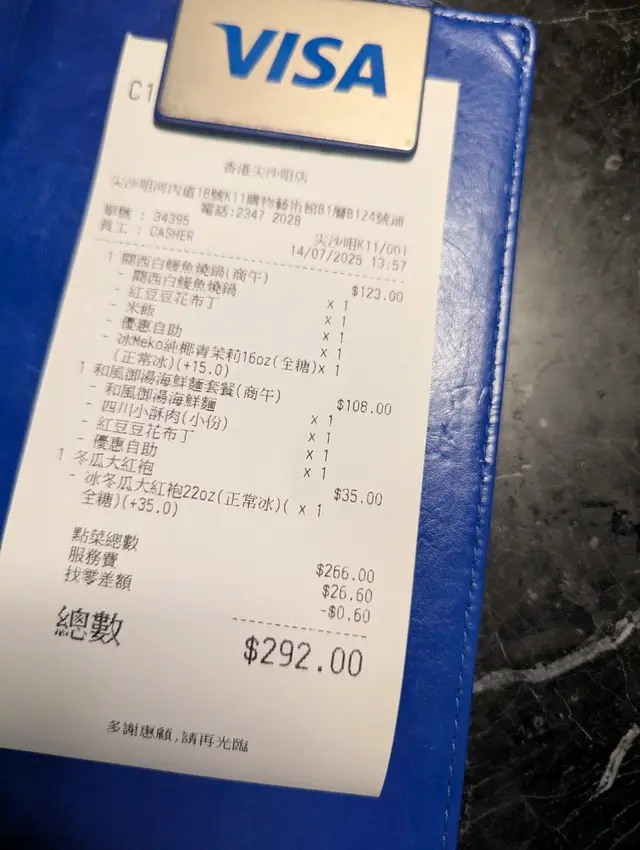 VISA
C1
香港尖沙咀店
尖沙咀河內道18號K11購物藝術館B1層B124號舖
電話:2347 2028
單號 : 34395 尖沙咀K11/001
員工 : CASHER 14/07/2025 13:57
1 關西白鰻魚燒鍋(商午) $123.00
- 關西白鰻魚燒鍋 x 1
- 紅豆豆花布丁 x 1
- 米飯 x 1
- 優惠自助 x 1
- 冰Meko純椰青茉莉16oz(全糖) x 1
(正常冰)(+15.0)
1 和風御湯海鮮麵套餐(商午) $108.00
- 和風御湯海鮮麵 x 1
- 四川小酥肉(小份) x 1
- 紅豆豆花布丁 x 1
- 優惠自助 x 1
1 冬瓜大紅袍 $35.00
- 冰冬瓜大紅袍22oz(正常冰)( x 1
全糖)(+35.0)
點菜總數 $266.00
服務費 $26.60
找零差額 -$0.60
總數 $292.00
多謝惠顧,請再光臨